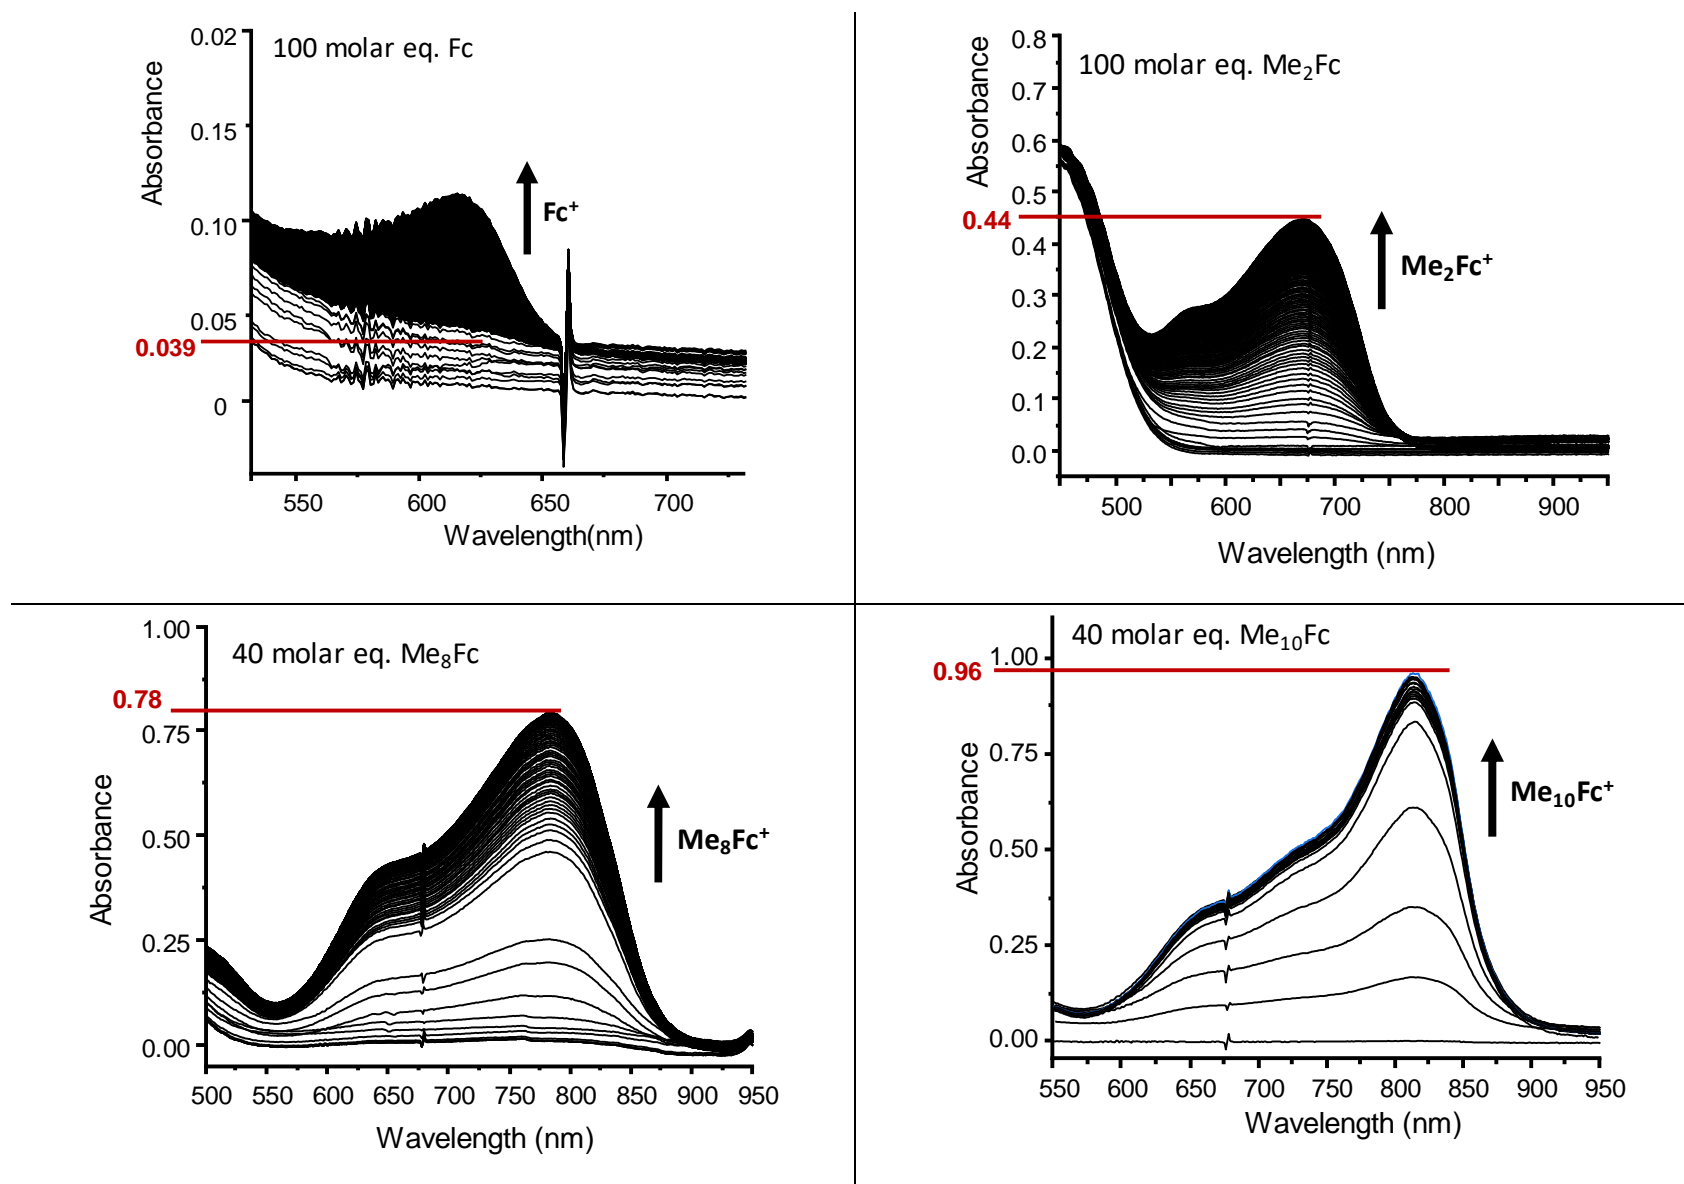 0.02
0.15
0.10
0.05
0
0.039
100 molar eq. Fc
Fc⁺
Absorbance
550 600 650 700
Wavelength(nm)
0.8
0.7
0.6
0.5
0.4
0.3
0.2
0.1
0.0
0.44
100 molar eq. Me₂Fc
Me₂Fc⁺
Absorbance
500 600 700 800 900
Wavelength (nm)
1.00
0.75
0.50
0.25
0.00
0.78
40 molar eq. Me₈Fc
Me₈Fc⁺
Absorbance
500 550 600 650 700 750 800 850 900 950
Wavelength (nm)
1.00
0.75
0.50
0.25
0.00
0.96
40 molar eq. Me₁₀Fc
Me₁₀Fc⁺
Absorbance
550 600 650 700 750 800 850 900 950
Wavelength (nm)